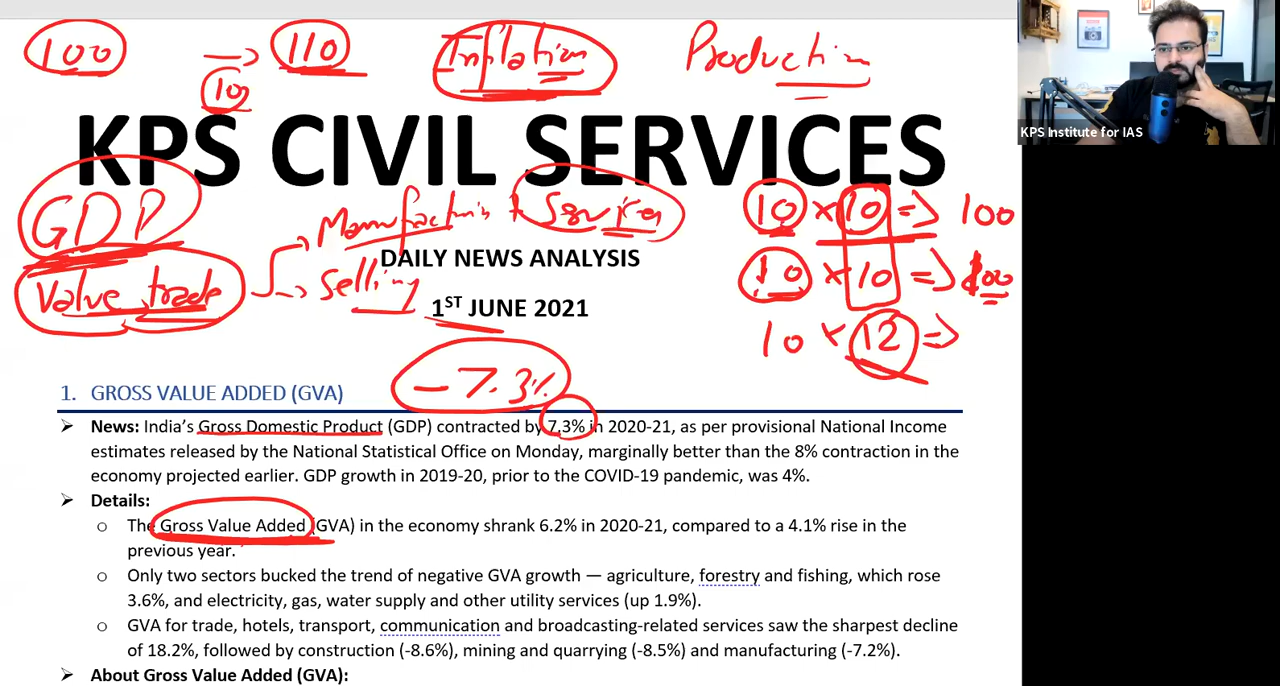 100 → 110 Inflation Production
10
KPS Institute for IAS
KPS CIVIL SERVICES
GDP Manufacturing + Services 10 × 10 ⇒ 100
DAILY NEWS ANALYSIS
Value trade Selling 10 × 10 ⇒ 100
1ST JUNE 2021
10 × 12 ⇒
-7.3%
1. GROSS VALUE ADDED (GVA)
➢ News: India's Gross Domestic Product (GDP) contracted by 7.3% in 2020-21, as per provisional National Income
estimates released by the National Statistical Office on Monday, marginally better than the 8% contraction in the
economy projected earlier. GDP growth in 2019-20, prior to the COVID-19 pandemic, was 4%.
➢ Details:
o The Gross Value Added (GVA) in the economy shrank 6.2% in 2020-21, compared to a 4.1% rise in the
previous year.
o Only two sectors bucked the trend of negative GVA growth — agriculture, forestry and fishing, which rose
3.6%, and electricity, gas, water supply and other utility services (up 1.9%).
o GVA for trade, hotels, transport, communication and broadcasting-related services saw the sharpest decline
of 18.2%, followed by construction (-8.6%), mining and quarrying (-8.5%) and manufacturing (-7.2%).
➢ About Gross Value Added (GVA):